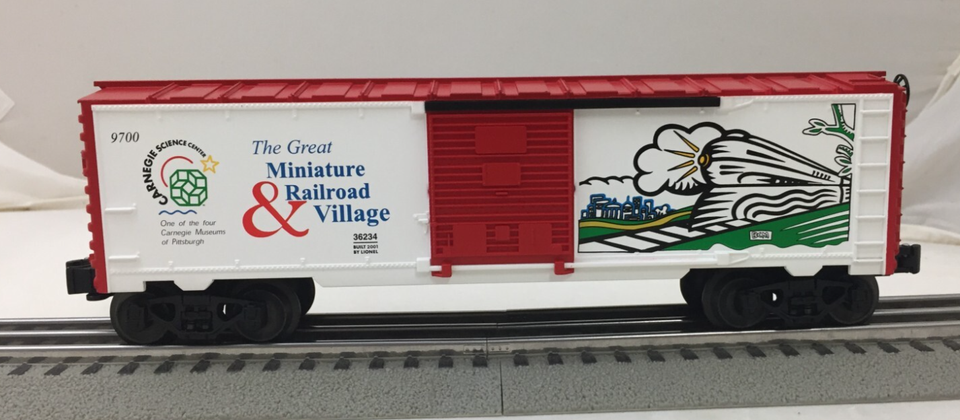 9700
CARNEGIE SCIENCE CENTER
One of the four
Carnegie Museums
of Pittsburgh
The Great
Miniature
& Railroad
Village
36234
BUILT 2001
BY LIONEL